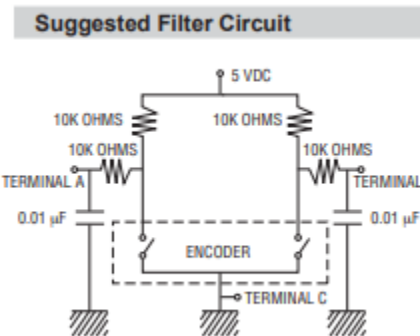 Suggested Filter Circuit
5 VDC
10K OHMS
10K OHMS
10K OHMS
10K OHMS
TERMINAL A
TERMINAL
0.01 µF
0.01 µF
ENCODER
TERMINAL C